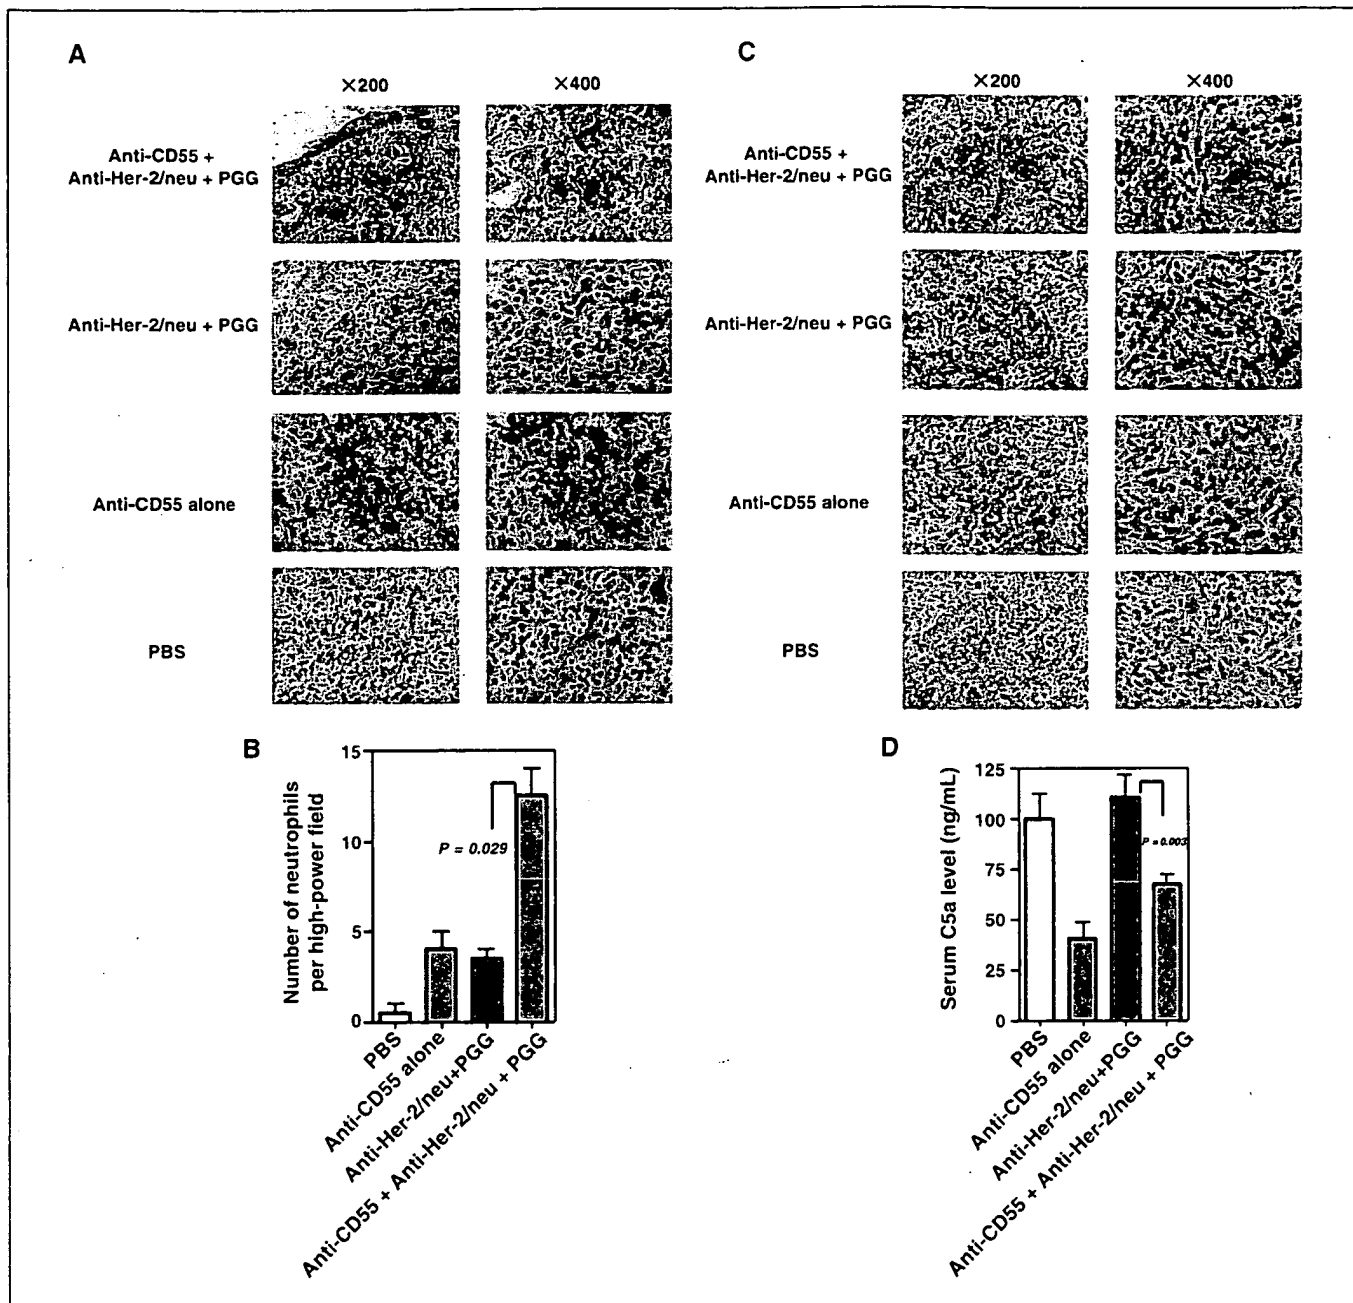 A
×200
×400
Anti-CD55 +
Anti-Her-2/neu + PGG
Anti-Her-2/neu + PGG
Anti-CD55 alone
PBS
C
×200
×400
Anti-CD55 +
Anti-Her-2/neu + PGG
Anti-Her-2/neu + PGG
Anti-CD55 alone
PBS
B
Number of neutrophils
per high-power field
15
10
5
0
P = 0.029
PBS
Anti-CD55 alone
Anti-Her-2/neu+PGG
Anti-CD55 + Anti-Her-2/neu + PGG
D
Serum C5a level (ng/mL)
125
100
75
50
25
0
P = 0.003
PBS
Anti-CD55 alone
Anti-Her-2/neu+PGG
Anti-CD55 + Anti-Her-2/neu + PGG